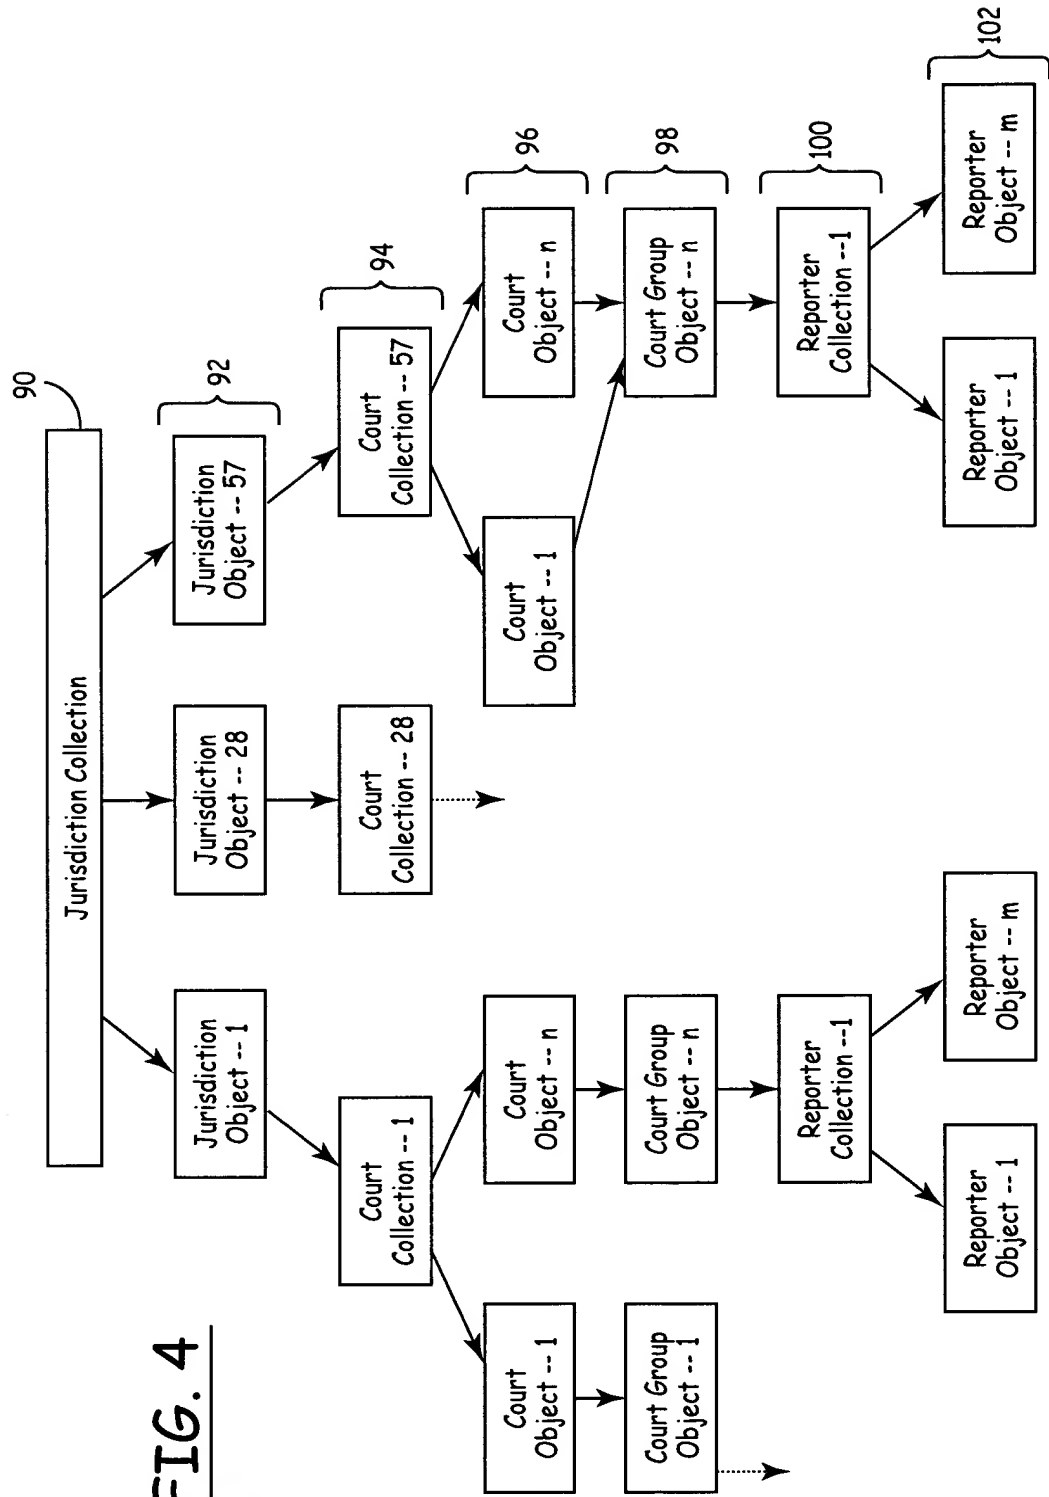 FIG. 4
90
Jurisdiction Collection
92
Jurisdiction
Object -- 1
Jurisdiction
Object -- 28
Jurisdiction
Object -- 57
94
Court
Collection -- 1
Court
Collection -- 28
Court
Collection -- 57
96
Court
Object -- 1
Court
Object -- n
Court
Object -- 1
Court
Object -- n
98
Court Group
Object -- 1
Court Group
Object -- n
Court Group
Object -- n
100
Reporter
Collection --1
Reporter
Collection --1
102
Reporter
Object -- 1
Reporter
Object -- m
Reporter
Object -- 1
Reporter
Object -- m